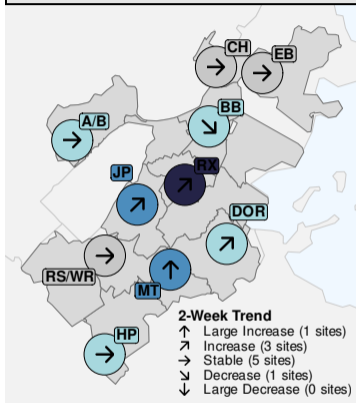 CH
EB
BB
A/B
RX
JP
DOR
RS/WR
MT
HP
2-Week Trend
↑ Large Increase (1 sites)
↗ Increase (3 sites)
→ Stable (5 sites)
↘ Decrease (1 sites)
↓ Large Decrease (0 sites)